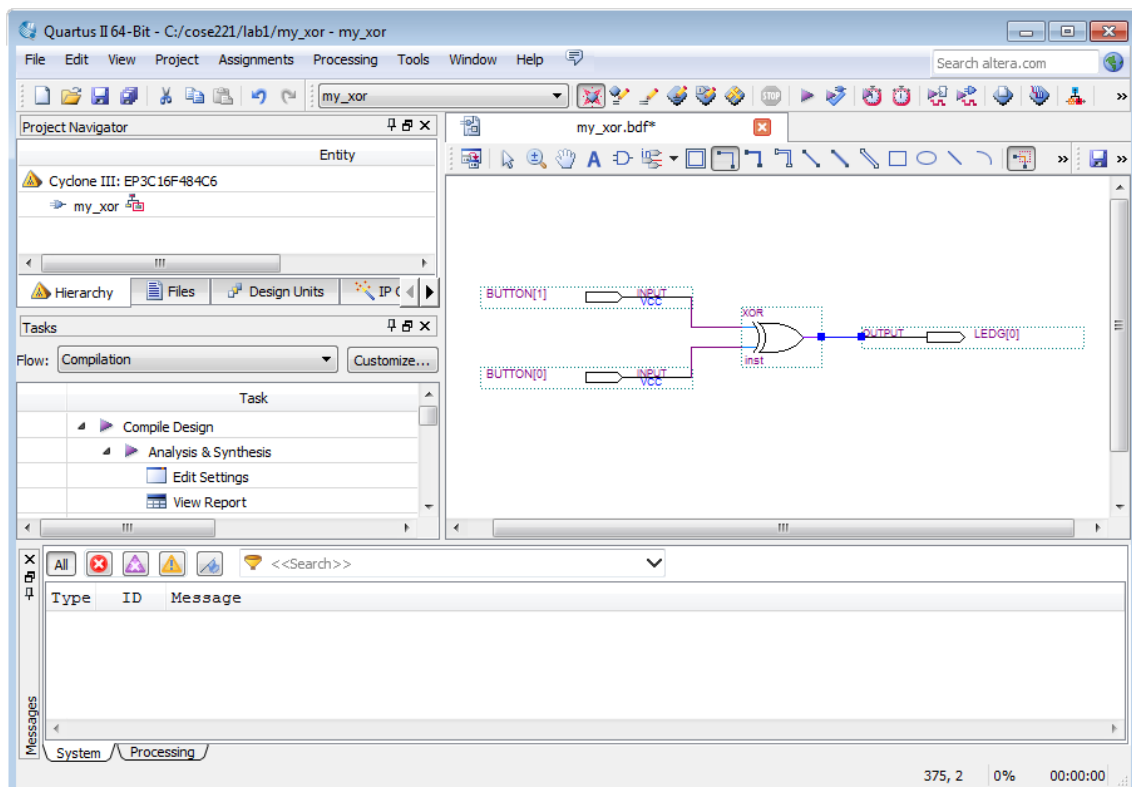 Quartus II 64-Bit - C:/cose221/lab1/my_xor - my_xor
File Edit View Project Assignments Processing Tools Window Help
Search altera.com
my_xor
STOP
Project Navigator
Entity
Cyclone III: EP3C16F484C6
my_xor
Hierarchy Files Design Units IP
Tasks
Flow: Compilation Customize...
Task
Compile Design
Analysis & Synthesis
Edit Settings
View Report
my_xor.bdf*
A
BUTTON[1] INPUT
VCC
XOR
OUTPUT LEDG[0]
inst
BUTTON[0] INPUT
VCC
All <<Search>>
Type ID Message
Messages
System Processing
375, 2 0% 00:00:00